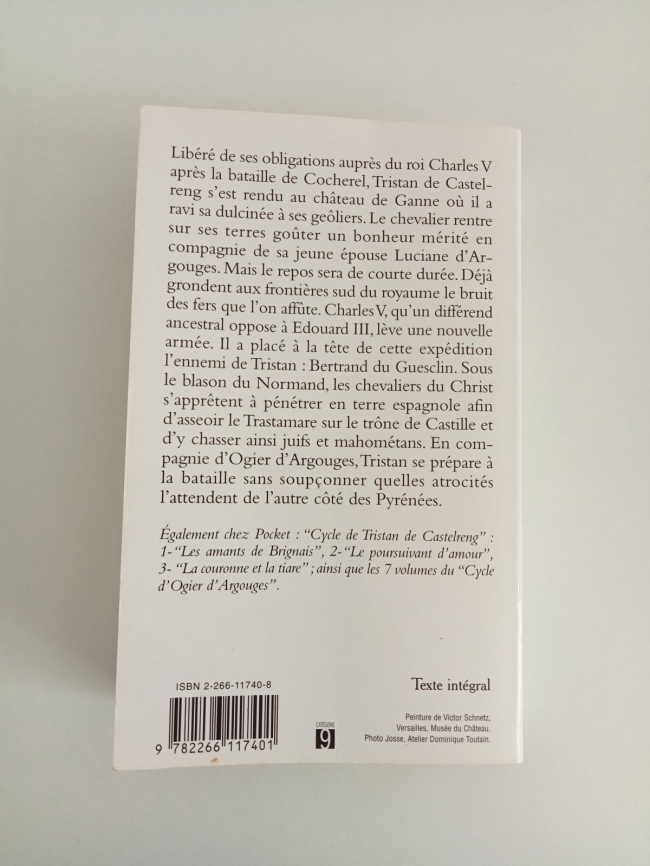 Libéré de ses obligations auprès du roi Charles V
après la bataille de Cocherel, Tristan de Castel-
reng s'est rendu au château de Ganne où il a
ravi sa dulcinée à ses geôliers. Le chevalier rentre
sur ses terres goûter un bonheur mérité en
compagnie de sa jeune épouse Luciane d'Ar-
gouges. Mais le repos sera de courte durée. Déjà
grondent aux frontières sud du royaume le bruit
des fers que l'on affûte. Charles V, qu'un différend
ancestral oppose à Edouard III, lève une nouvelle
armée. Il a placé à la tête de cette expédition
l'ennemi de Tristan : Bertrand du Guesclin. Sous
le blason du Normand, les chevaliers du Christ
s'apprêtent à pénétrer en terre espagnole afin
d'asseoir le Trastamare sur le trône de Castille et
d'y chasser ainsi juifs et mahométans. En com-
pagnie d'Ogier d'Argouges, Tristan se prépare à
la bataille sans soupçonner quelles atrocités
l'attendent de l'autre côté des Pyrénées.
Également chez Pocket : "Cycle de Tristan de Castelreng" :
1- "Les amants de Brignais", 2- "Le poursuivant d'amour",
3- "La couronne et la tiare" ; ainsi que les 7 volumes du "Cycle
d'Ogier d'Argouges".
ISBN 2-266-11740-8
Texte intégral
9 782266 117401
CATÉGORIE
9
Peinture de Victor Schnetz,
Versailles, Musée du Château.
Photo Josse, Atelier Dominique Toutain.